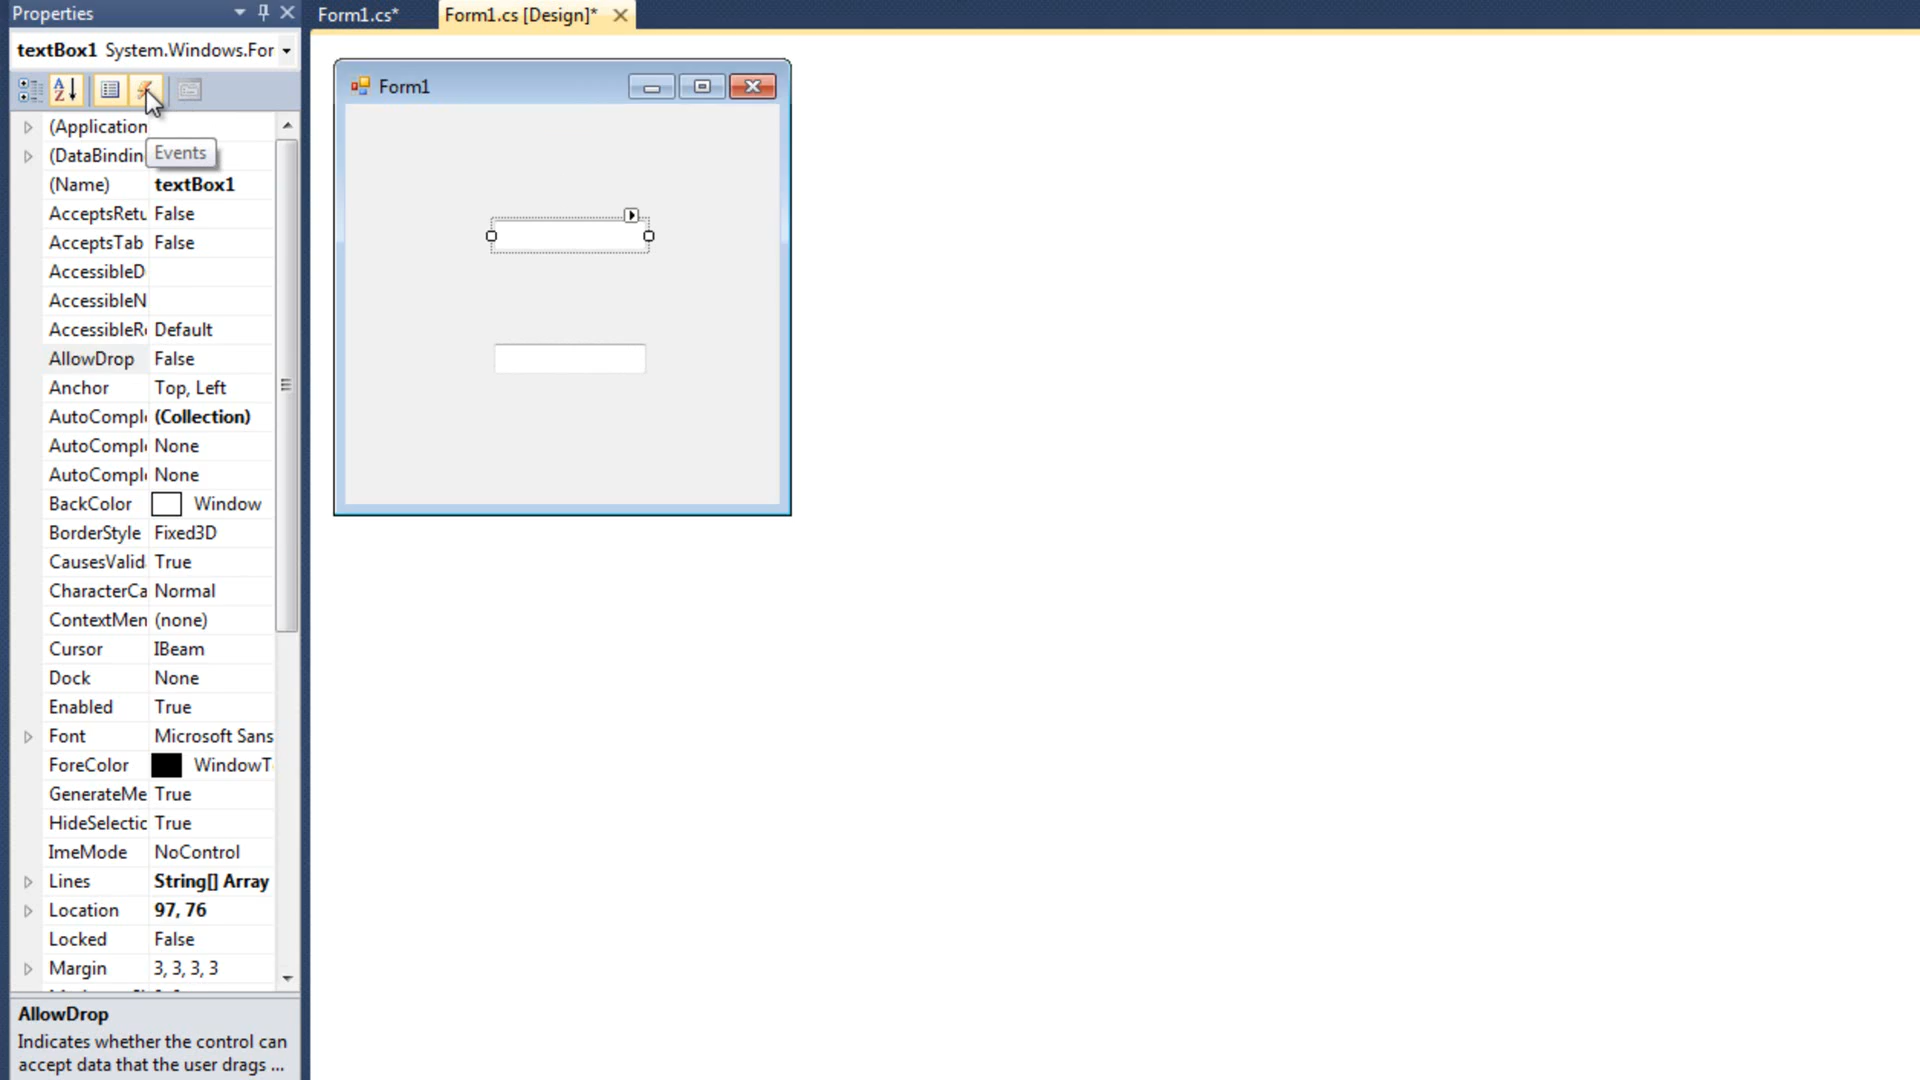 Properties
Form1.cs*
Form1.cs [Design]*
textBox1 System.Windows.For
Form1
(Application
(DataBindin
Events
(Name) textBox1
AcceptsRetu False
AcceptsTab False
AccessibleD
AccessibleN
AccessibleR Default
AllowDrop False
Anchor Top, Left
AutoCompl (Collection)
AutoCompl None
AutoCompl None
BackColor Window
BorderStyle Fixed3D
CausesValid True
CharacterCa Normal
ContextMen (none)
Cursor IBeam
Dock None
Enabled True
Font Microsoft Sans
ForeColor WindowT
GenerateMe True
HideSelectic True
ImeMode NoControl
Lines String[] Array
Location 97, 76
Locked False
Margin 3, 3, 3, 3
AllowDrop
Indicates whether the control can
accept data that the user drags ...